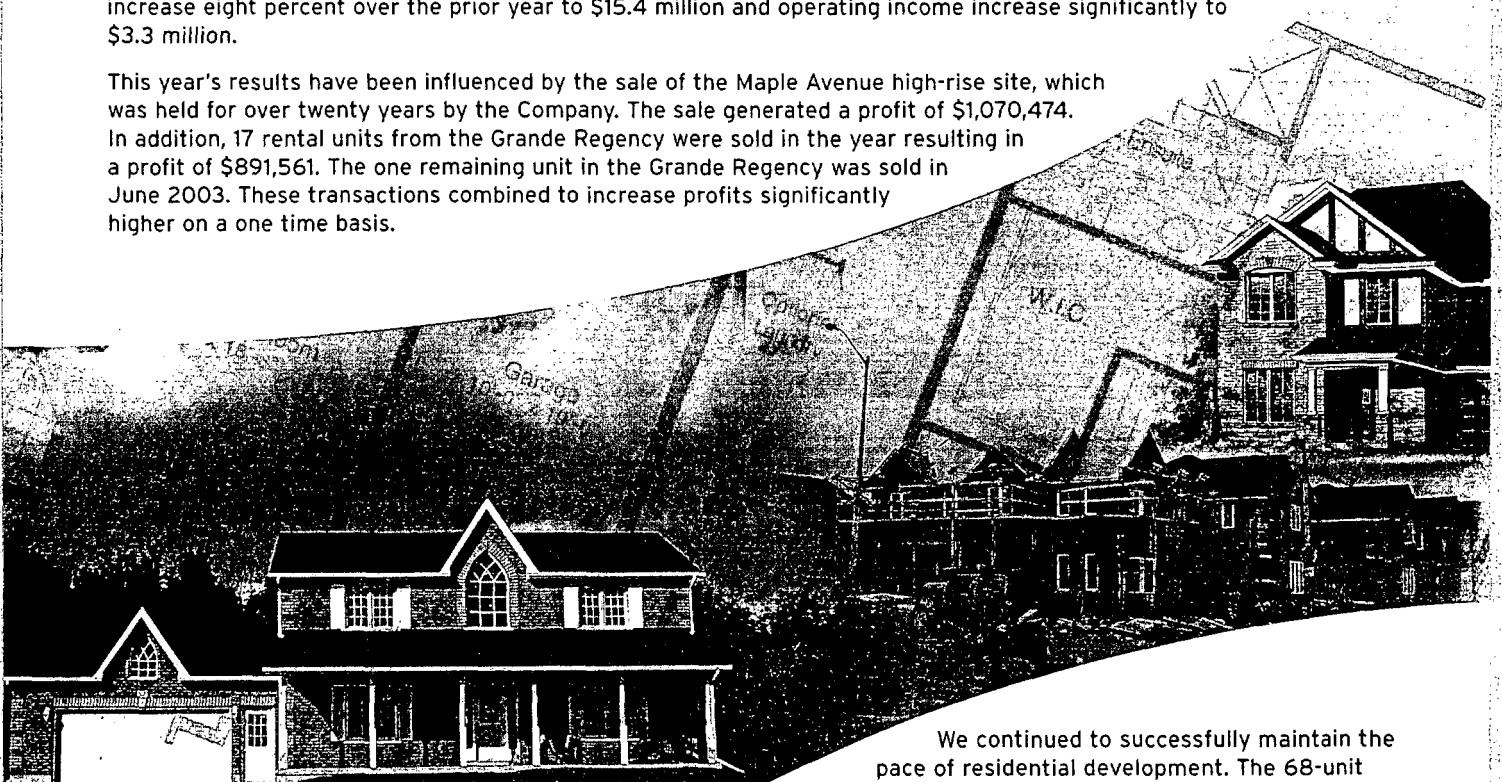 increase eight percent over the prior year to $15.4 million and operating income increase significantly to
$3.3 million.
This year's results have been influenced by the sale of the Maple Avenue high-rise site, which
was held for over twenty years by the Company. The sale generated a profit of $1,070,474.
In addition, 17 rental units from the Grande Regency were sold in the year resulting in
a profit of $891,561. The one remaining unit in the Grande Regency was sold in
June 2003. These transactions combined to increase profits significantly
higher on a one time basis.
W.I.C.
Garage
We continued to successfully maintain the
pace of residential development. The 68-unit